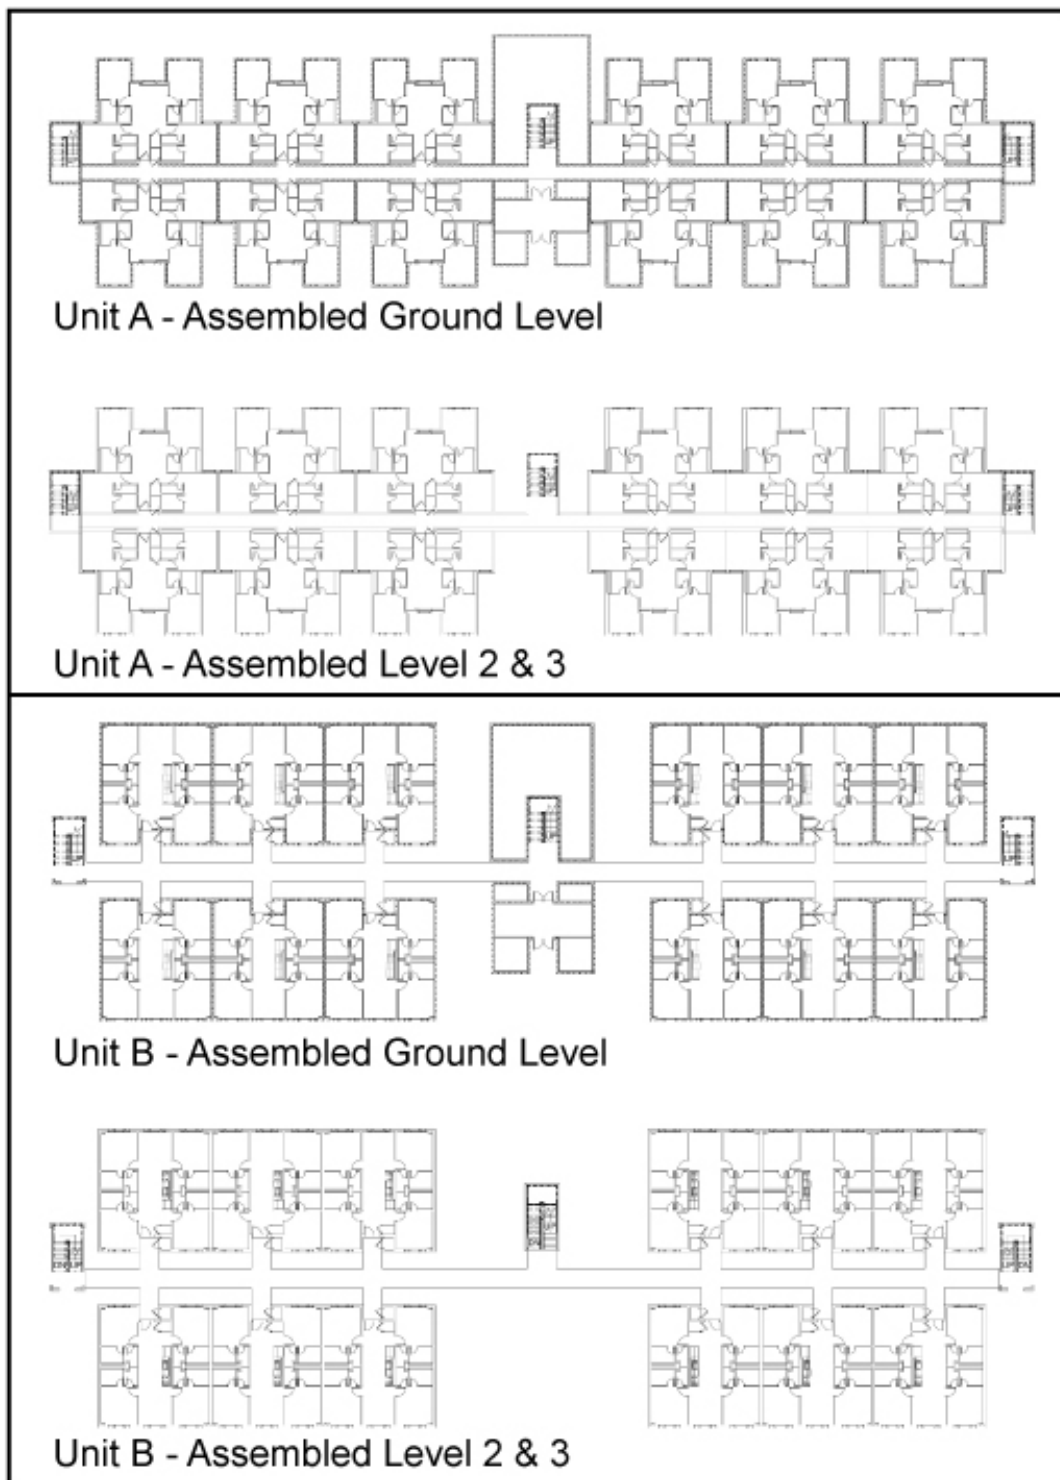 Unit A - Assembled Ground Level
Unit A - Assembled Level 2 & 3
Unit B - Assembled Ground Level
Unit B - Assembled Level 2 & 3